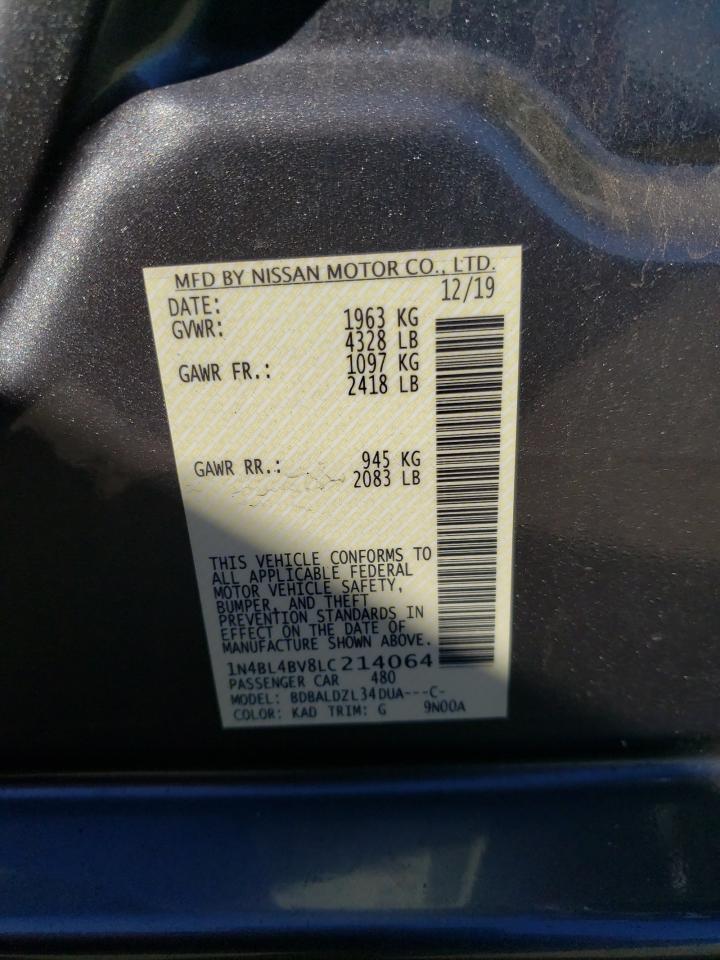 MFD BY NISSAN MOTOR CO., LTD.
DATE: 12/19
GVWR: 1963 KG
4328 LB
GAWR FR.: 1097 KG
2418 LB
GAWR RR.: 945 KG
2083 LB
THIS VEHICLE CONFORMS TO
ALL APPLICABLE FEDERAL
MOTOR VEHICLE SAFETY,
BUMPER, AND THEFT
PREVENTION STANDARDS IN
EFFECT ON THE DATE OF
MANUFACTURE SHOWN ABOVE.
1N4BL4BV8LC214064
PASSENGER CAR 480
MODEL: BDBALDZL34DUA---C-
COLOR: KAD TRIM: G 9N00A